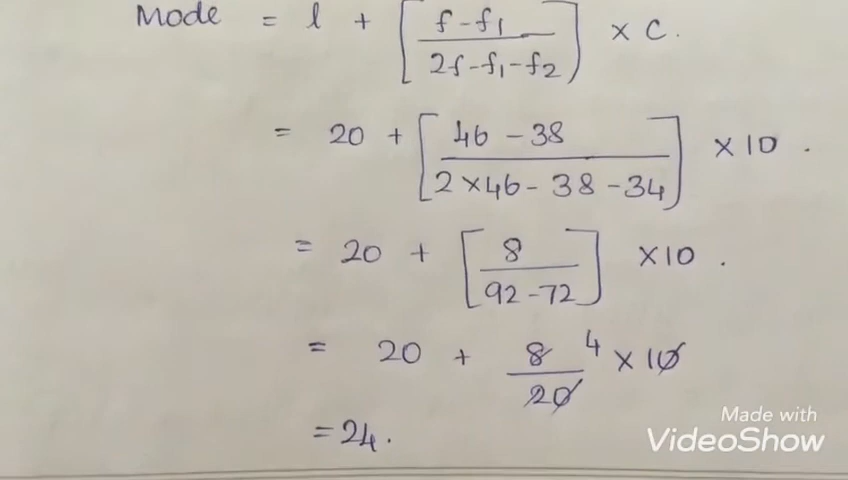 Mode = l + [f - f₁ / 2f - f₁ - f₂] × C.
= 20 + [46 - 38 / 2×46 - 38 - 34] × 10.
= 20 + [8 / 92 - 72] × 10.
= 20 + 8 / 20 4 × 10
= 24.
Made with
VideoShow